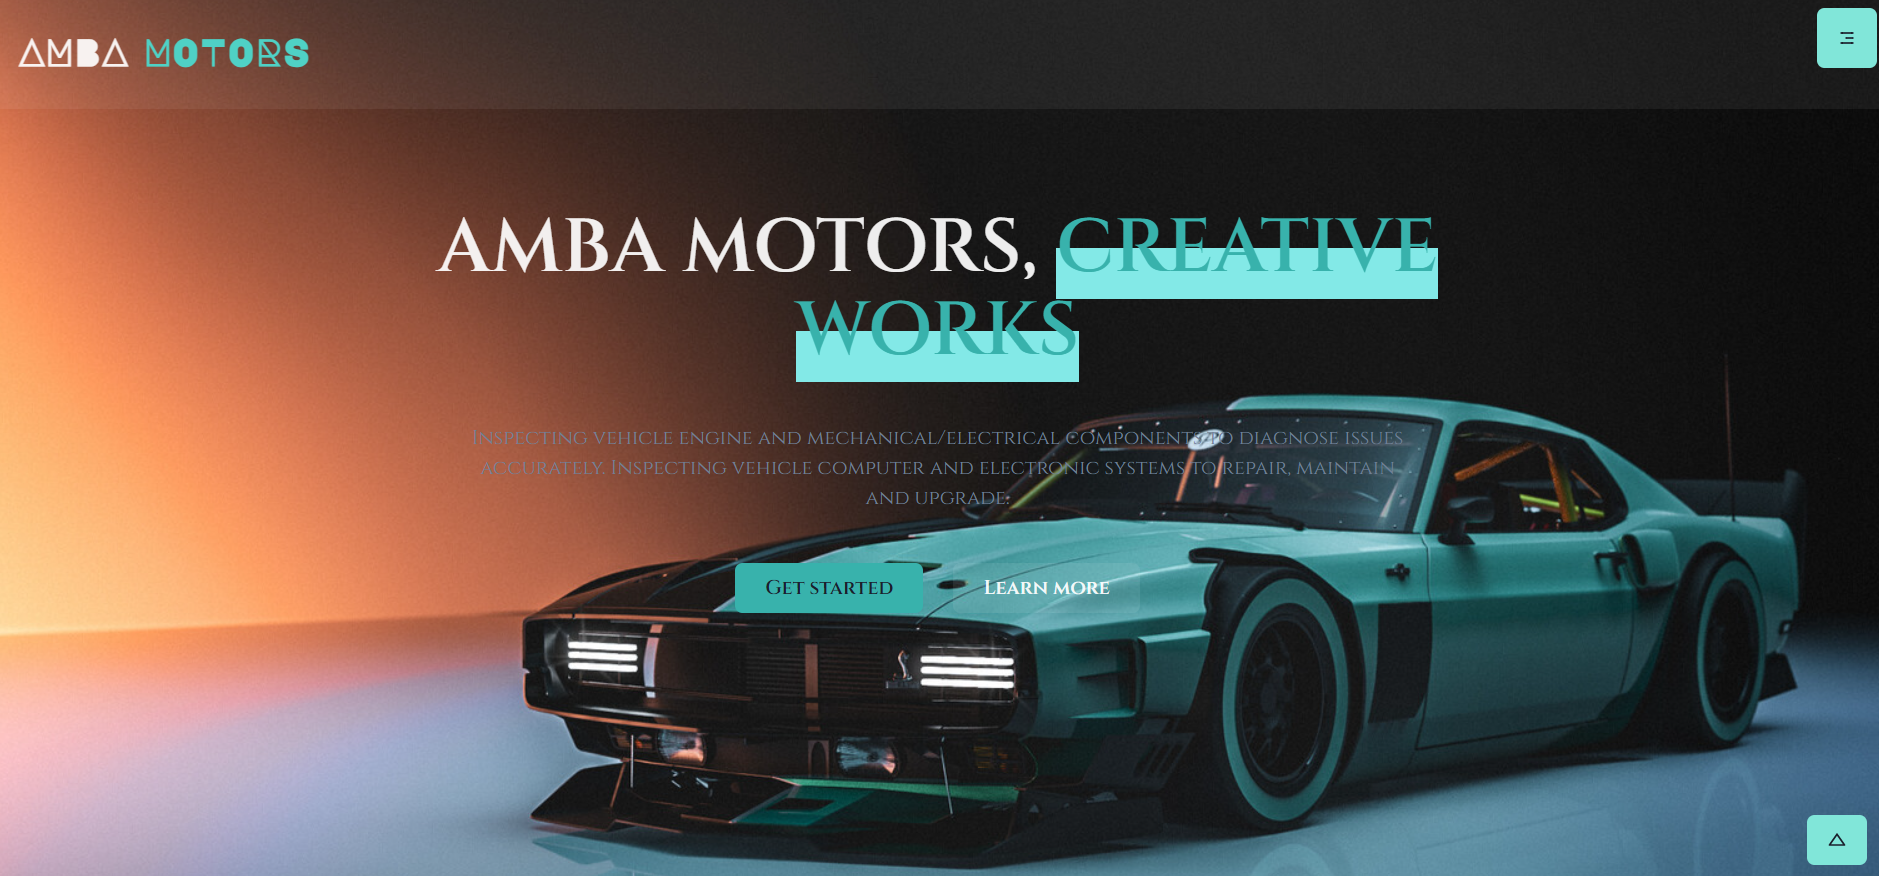 AMBA MOTORS
AMBA MOTORS, CREATIVE
WORKS
Inspecting vehicle engine and mechanical/electrical components to diagnose issues
accurately. Inspecting vehicle computer and electronic systems to repair, maintain
and upgrade.
Get started
Learn more